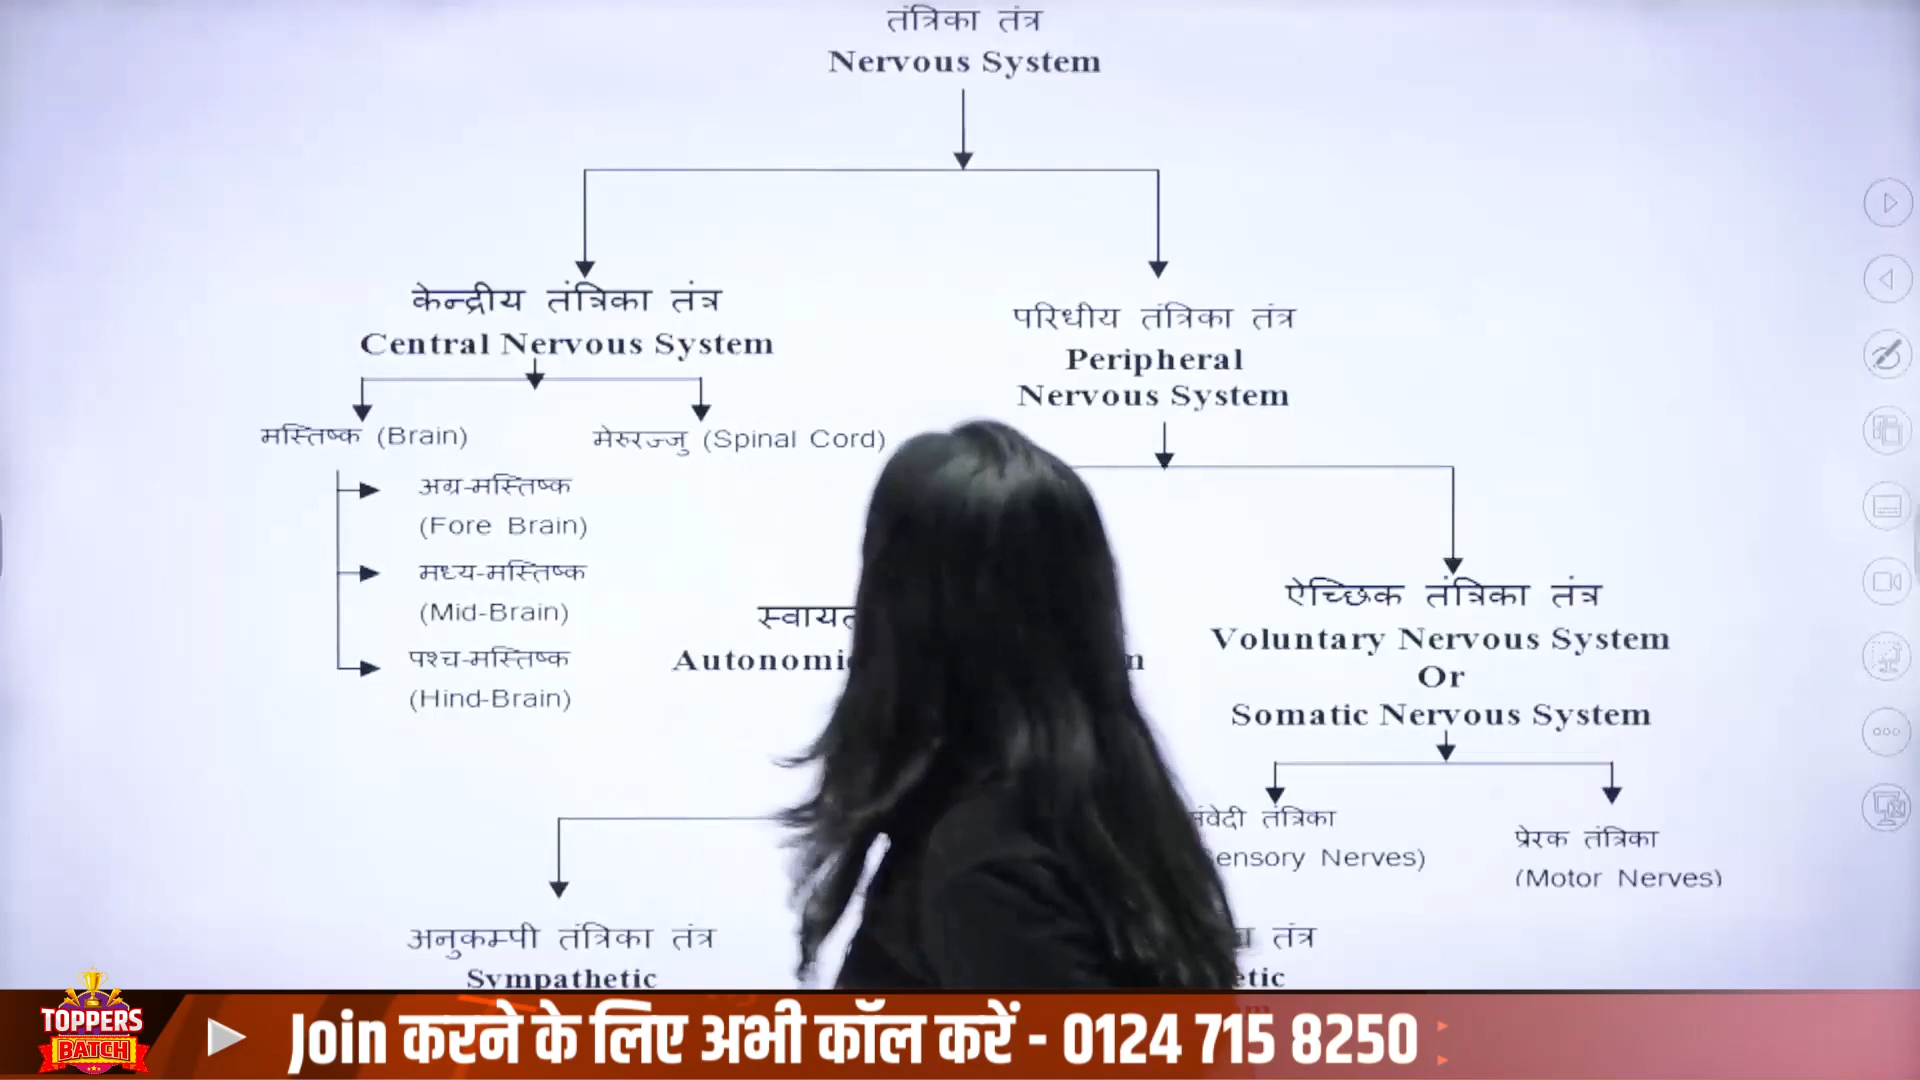 तंत्रिका तंत्र
Nervous System
केन्द्रीय तंत्रिका तंत्र
Central Nervous System
परिधीय तंत्रिका तंत्र
Peripheral
Nervous System
मस्तिष्क (Brain)
मेरुरज्जु (Spinal Cord)
अग्र-मस्तिष्क
(Fore Brain)
मध्य-मस्तिष्क
(Mid-Brain)
पश्च-मस्तिष्क
(Hind-Brain)
ऐच्छिक तंत्रिका तंत्र
Voluntary Nervous System
Or
Somatic Nervous System
तंत्रिका
Nerves)
प्रेरक तंत्रिका
(Motor Nerves)
अनुकम्पी तंत्रिका तंत्र
Sympathetic
तंत्र
TOPPERS
BATCH
Join करने के लिए अभी कॉल करें - 0124 715 8250